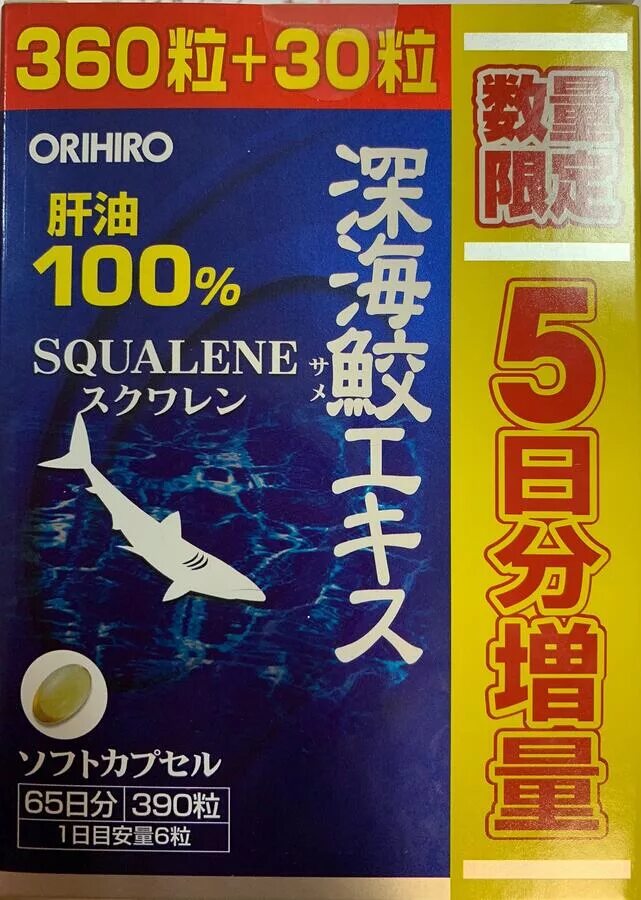 360粒+30粒
ORIHIRO
肝油
100%
SQUALENE
スクワレン
深海鮫エキス
サメ
ソフトカプセル
65日分 390粒
1日目安量6粒
数量
限定
5日分増量